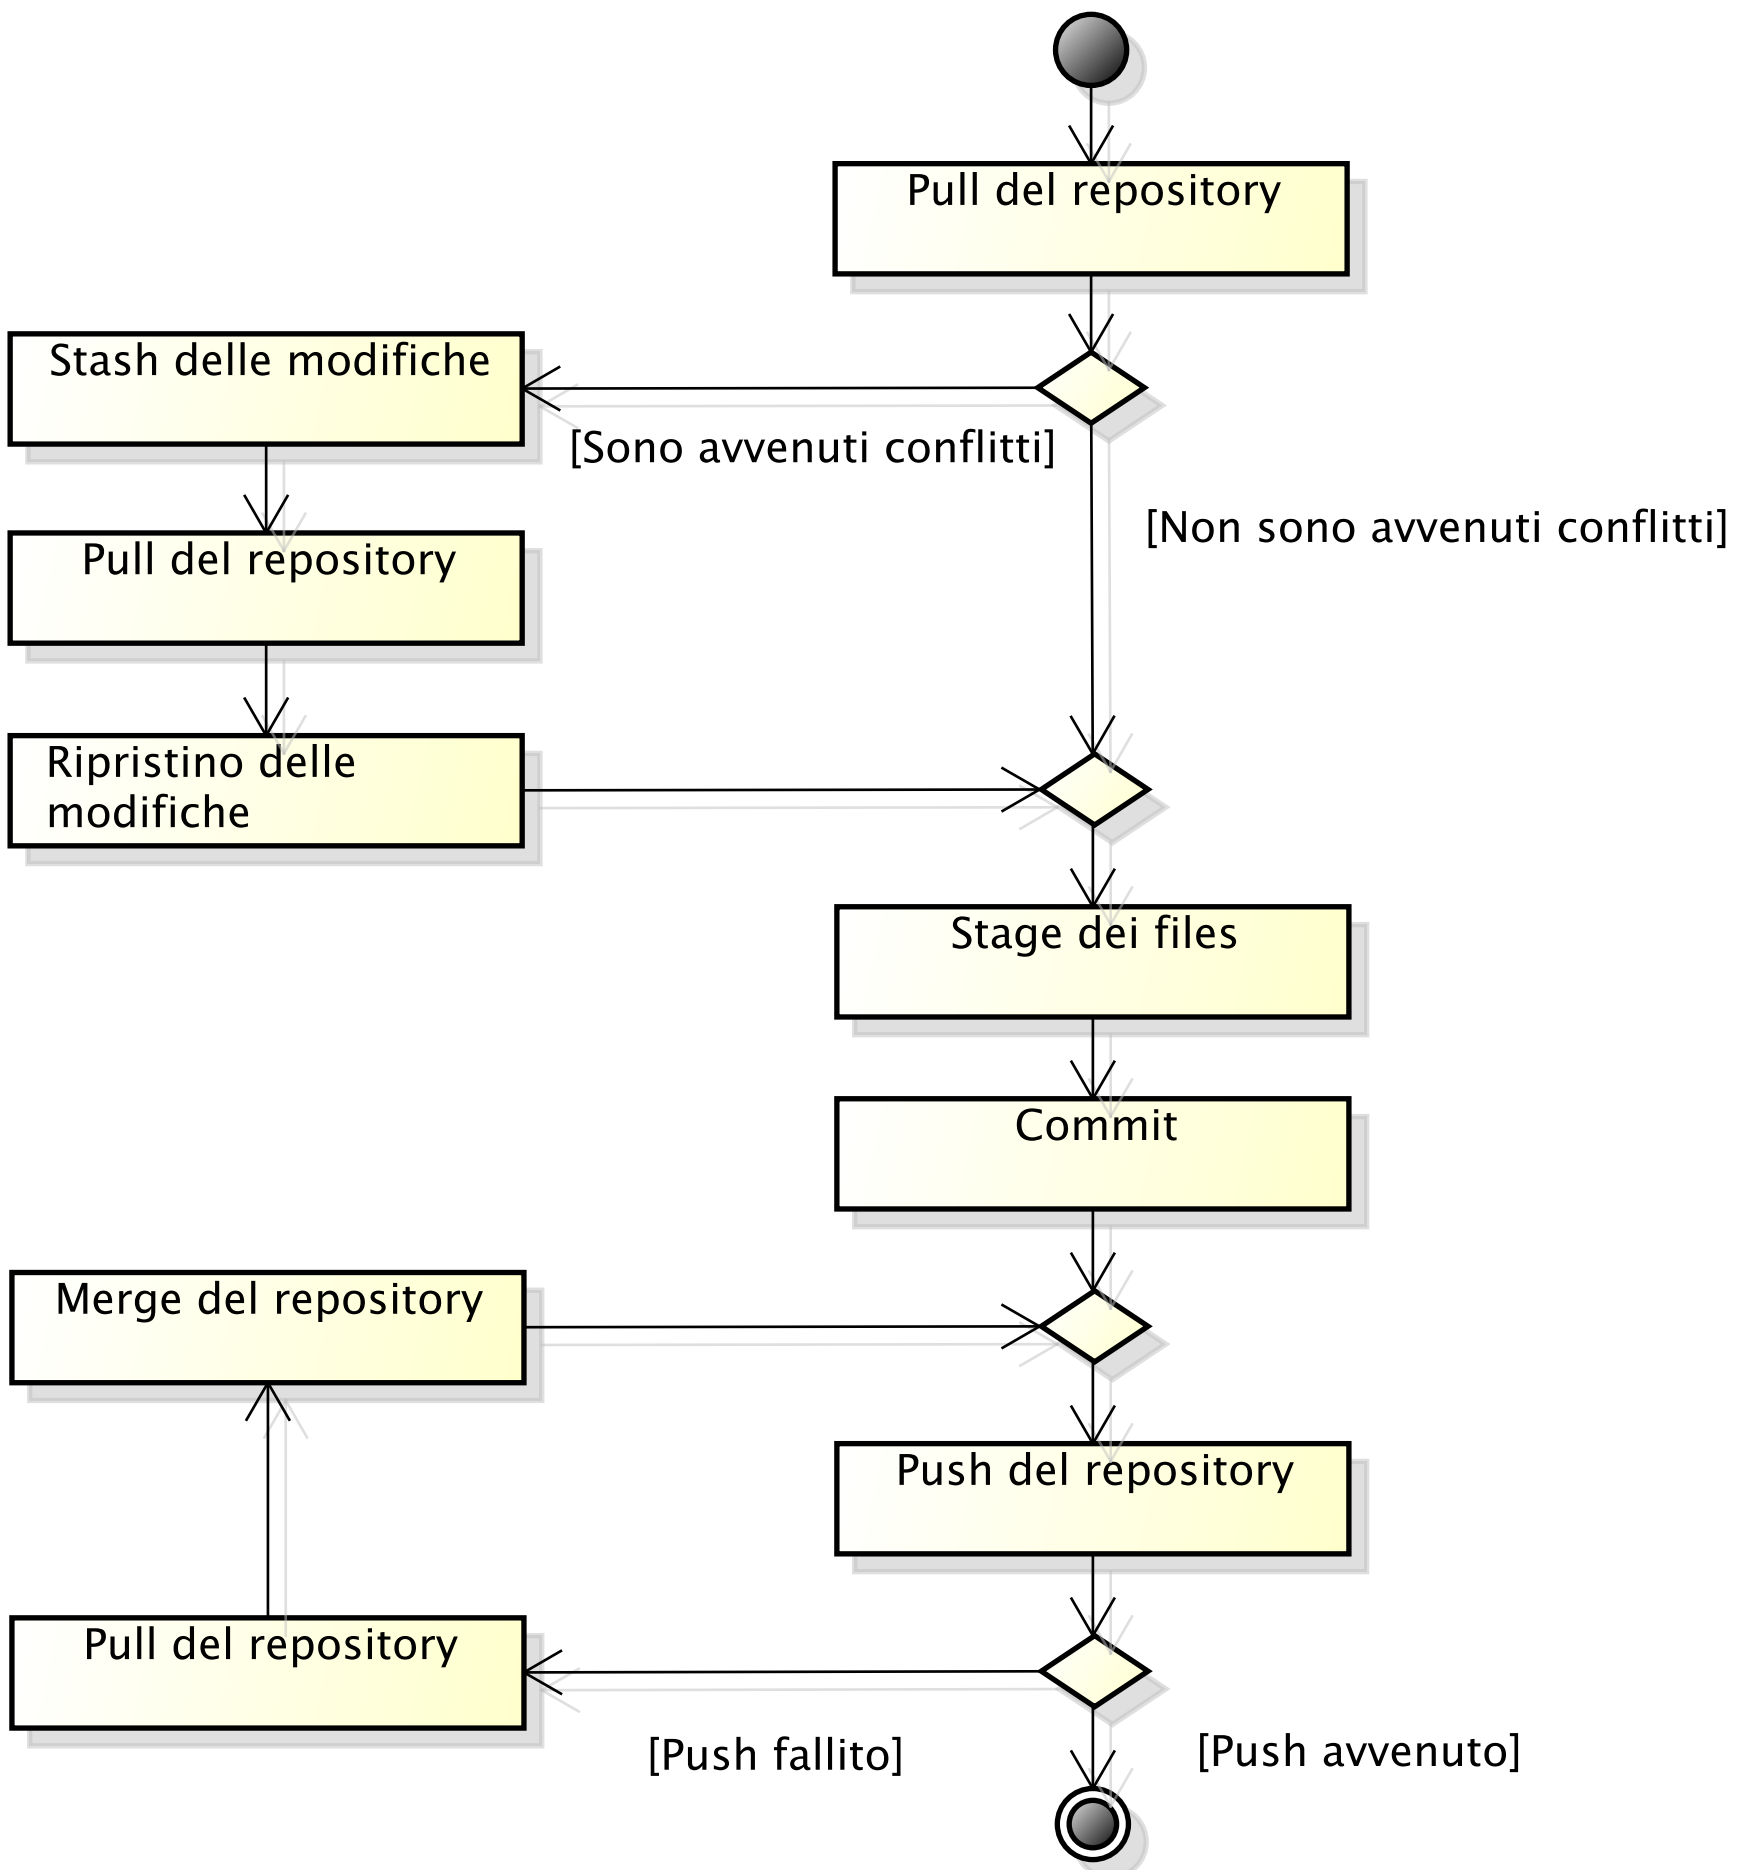 Pull del repository
Stash delle modifiche
[Sono avvenuti conflitti]
[Non sono avvenuti conflitti]
Pull del repository
Ripristino delle
modifiche
Stage dei files
Commit
Merge del repository
Push del repository
Pull del repository
[Push fallito]
[Push avvenuto]